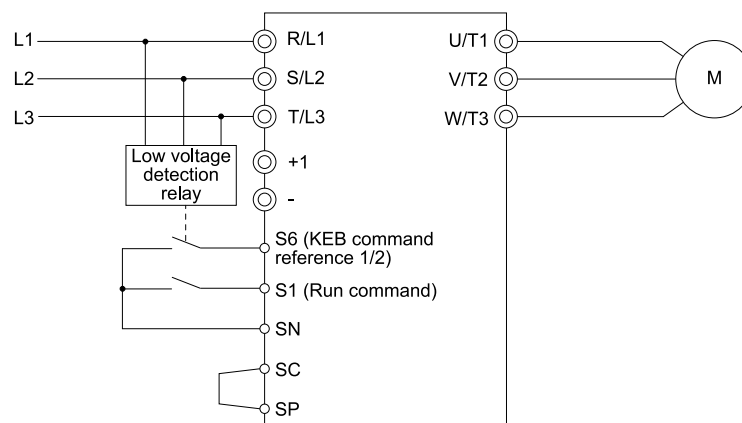 L1
R/L1
U/T1
L2
S/L2
V/T2
M
L3
T/L3
W/T3
Low voltage
detection
relay
+1
-
S6 (KEB command
reference 1/2)
S1 (Run command)
SN
SC
SP